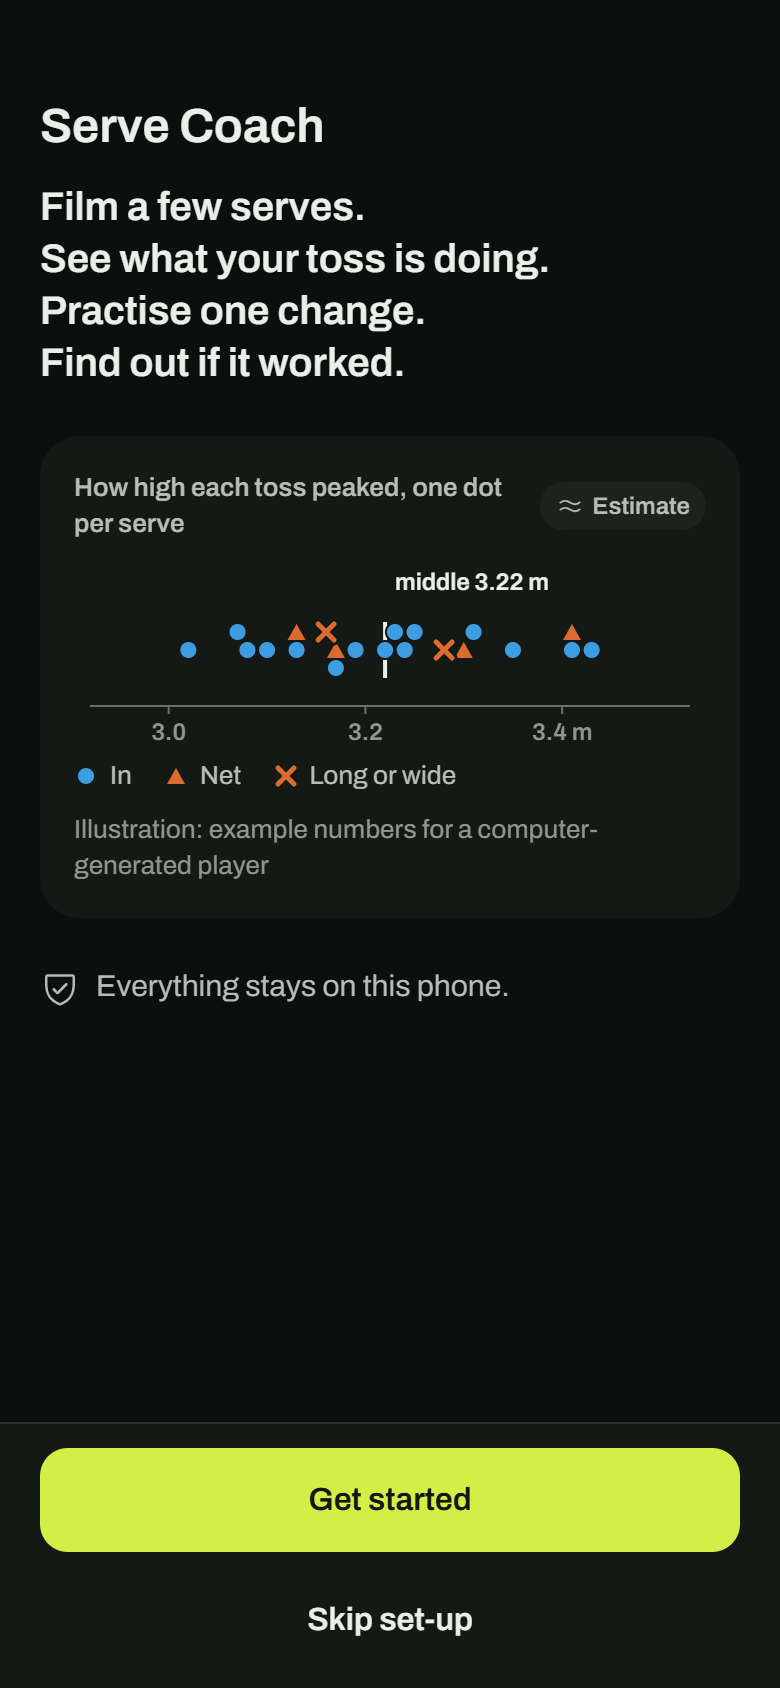 Serve Coach
Film a few serves.
See what your toss is doing.
Practise one change.
Find out if it worked.
How high each toss peaked, one dot
per serve
Estimate
middle 3.22 m
3.0 3.2 3.4 m
In Net Long or wide
Illustration: example numbers for a computer-
generated player
Everything stays on this phone.
Get started
Skip set-up